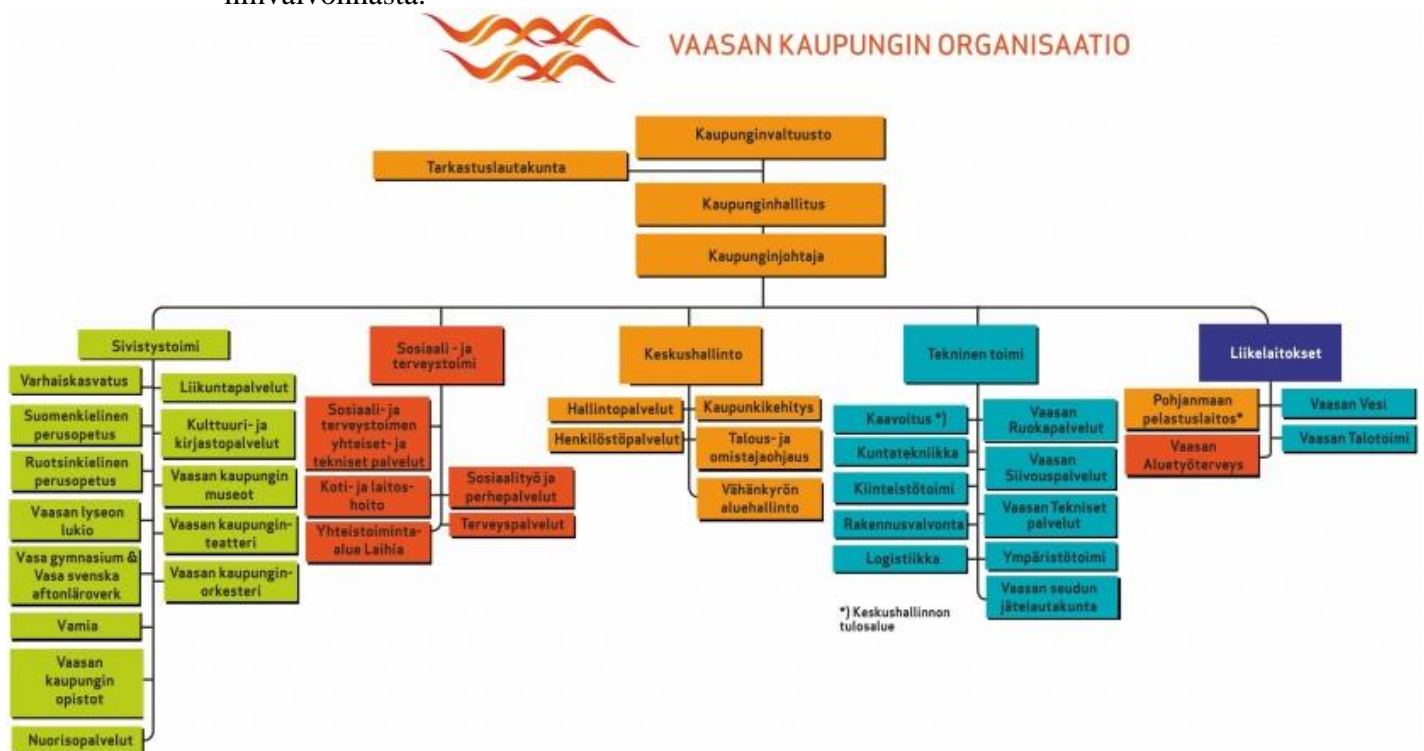 VAASAN KAUPUNGIN ORGANISAATIO
Kaupunginvaltuusto
Tarkastuslautakunta
Kaupunginhallitus
Kaupunginjohtaja
Sivistystoimi
Varhaiskasvatus
Suomenkielinen
perusopetus
Ruotsinkielinen
perusopetus
Vaasan lyseon
lukio
Vasa gymnasium &
Vasa svenska
aftonläroverk
Vamia
Vaasan
kaupungin
opistot
Nuorisopalvelut
Liikuntapalvelut
Kulttuuri- ja
kirjastopalvelut
Vaasan kaupungin
museot
Vaasan kaupungin-
teatteri
Vaasan kaupungin-
orkesteri
Sosiaali - ja
terveystoimi
Sosiaali- ja
terveystoimen
yhteiset- ja
tekniset palvelut
Koti- ja laitos-
hoito
Yhteistoiminta-
alue Laihia
Sosiaalityö ja
perhepalvelut
Terveyspalvelut
Keskushallinto
Hallintopalvelut
Henkilöstöpalvelut
Kaupunkikehitys
Talous- ja
omistajaohjaus
Vähänkyrön
aluehallinto
Tekninen toimi
Kaavoitus *)
Kuntatekniikka
Kiinteistötoimi
Rakennusvalvonta
Logistiikka
Vaasan
Ruokapalvelut
Vaasan
Siivouspalvelut
Vaasan Tekniset
palvelut
Ympäristötoimi
Vaasan seudun
jätelautakunta
*) Keskushallinnon
tulosalue
Liikelaitokset
Pohjanmaan
pelastuslaitos*
Vaasan
Aluetyöterveys
Vaasan Vesi
Vaasan Talotoimi